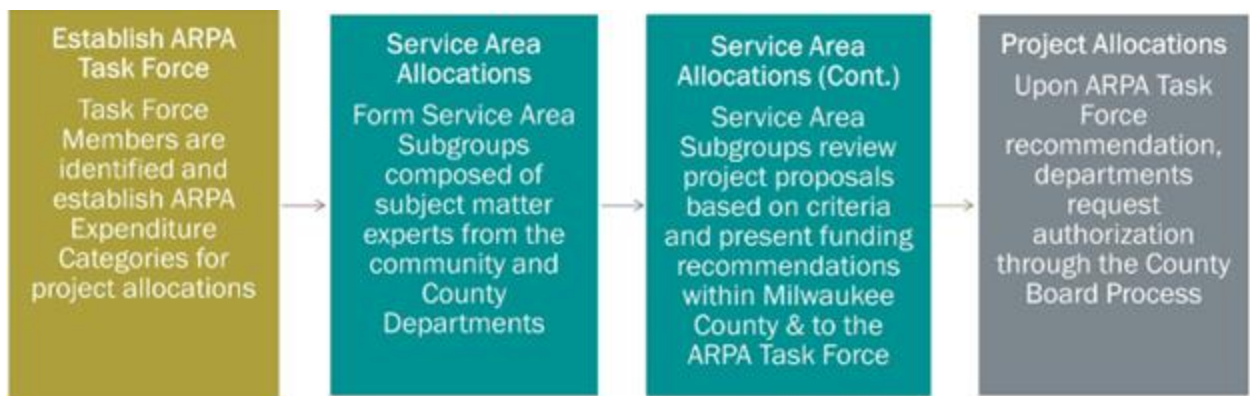 Establish ARPA
Task Force
Task Force
Members are
identified and
establish ARPA
Expenditure
Categories for
project allocations
Service Area
Allocations
Form Service Area
Subgroups
composed of
subject matter
experts from the
community and
County
Departments
Service Area
Allocations (Cont.)
Service Area
Subgroups review
project proposals
based on criteria
and present funding
recommendations
within Milwaukee
County & to the
ARPA Task Force
Project Allocations
Upon ARPA Task
Force
recommendation,
departments
request
authorization
through the County
Board Process